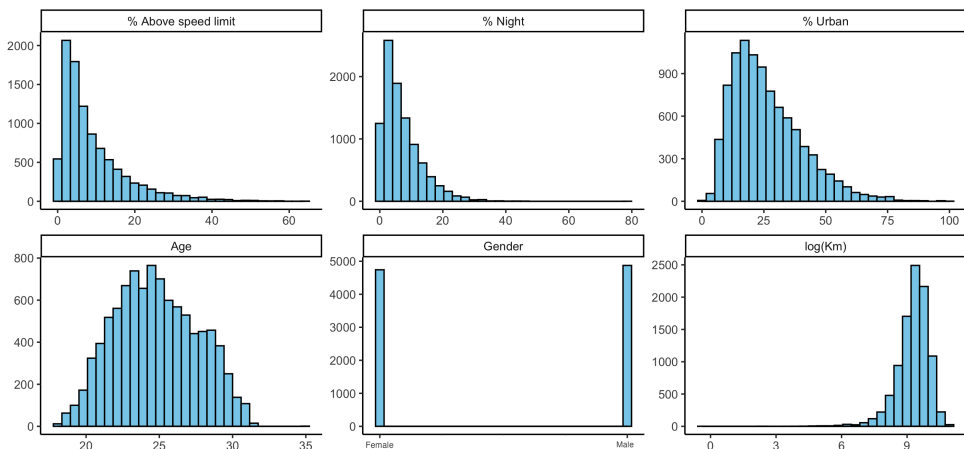 % Above speed limit
% Night
% Urban
2000
1500
1000
500
0
0 20 40 60
2000
1000
0
0 20 40 60 80
900
600
300
0
0 25 50 75 100
Age
Gender
log(Km)
800
600
400
200
0
20 25 30 35
5000
4000
3000
2000
1000
0
Female Male
2500
2000
1500
1000
500
0
0 3 6 9